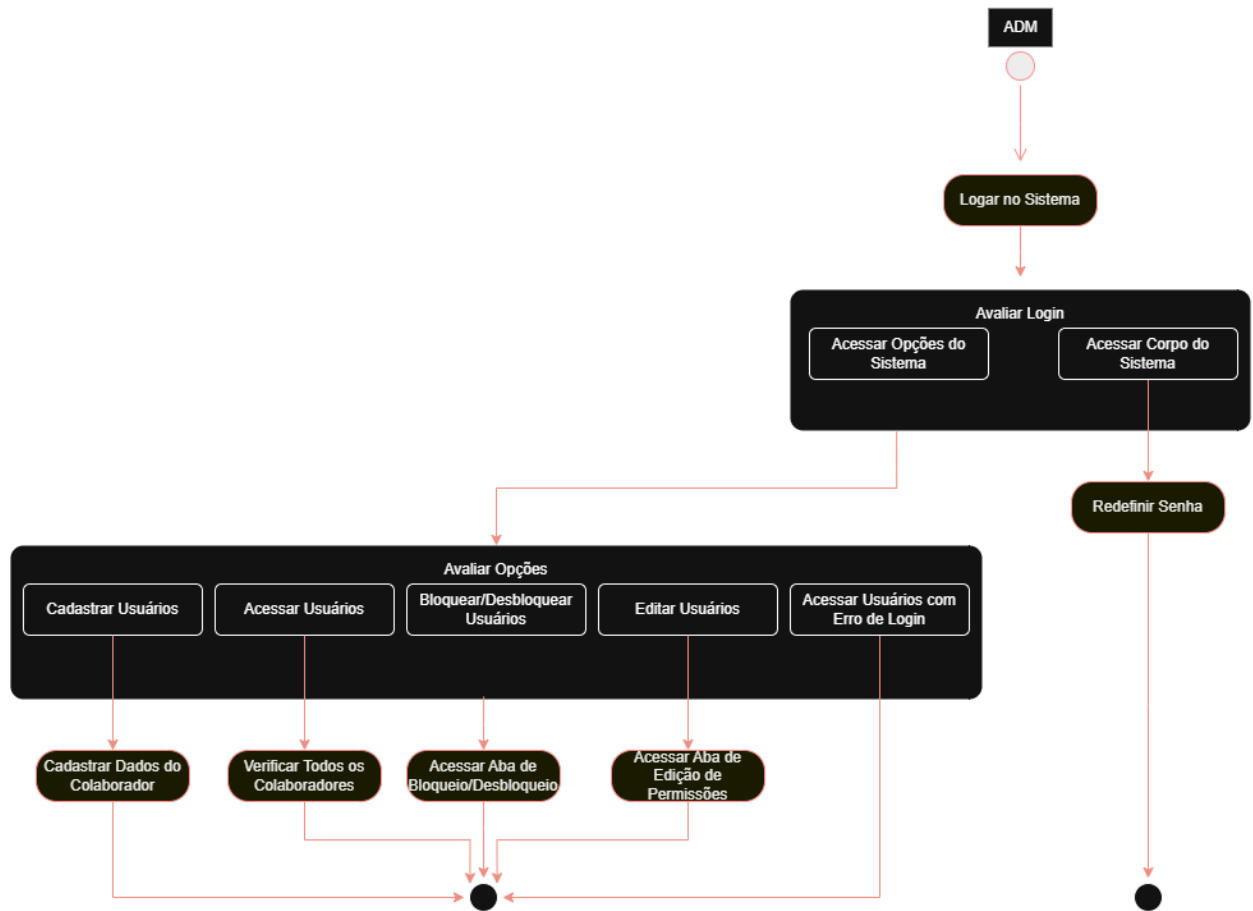 ADM
Logar no Sistema
Avaliar Login
Acessar Opções do
Sistema
Acessar Corpo do
Sistema
Redefinir Senha
Avaliar Opções
Cadastrar Usuários
Acessar Usuários
Bloquear/Desbloquear
Usuários
Editar Usuários
Acessar Usuários com
Erro de Login
Cadastrar Dados do
Colaborador
Verificar Todos os
Colaboradores
Acessar Aba de
Bloqueio/Desbloqueio
Acessar Aba de
Edição de
Permissões